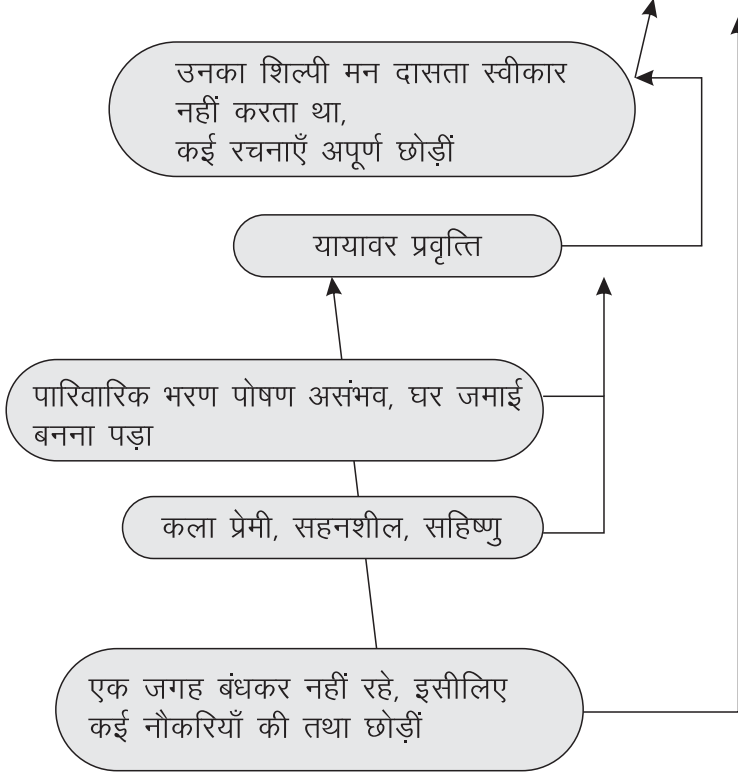 उनका शिल्पी मन दासता स्वीकार
नहीं करता था,
कई रचनाएँ अपूर्ण छोड़ीं
यायावर प्रवृत्ति
पारिवारिक भरण पोषण असंभव, घर जमाई
बनना पड़ा
कला प्रेमी, सहनशील, सहिष्णु
एक जगह बंधकर नहीं रहे, इसीलिए
कई नौकरियाँ की तथा छोड़ीं